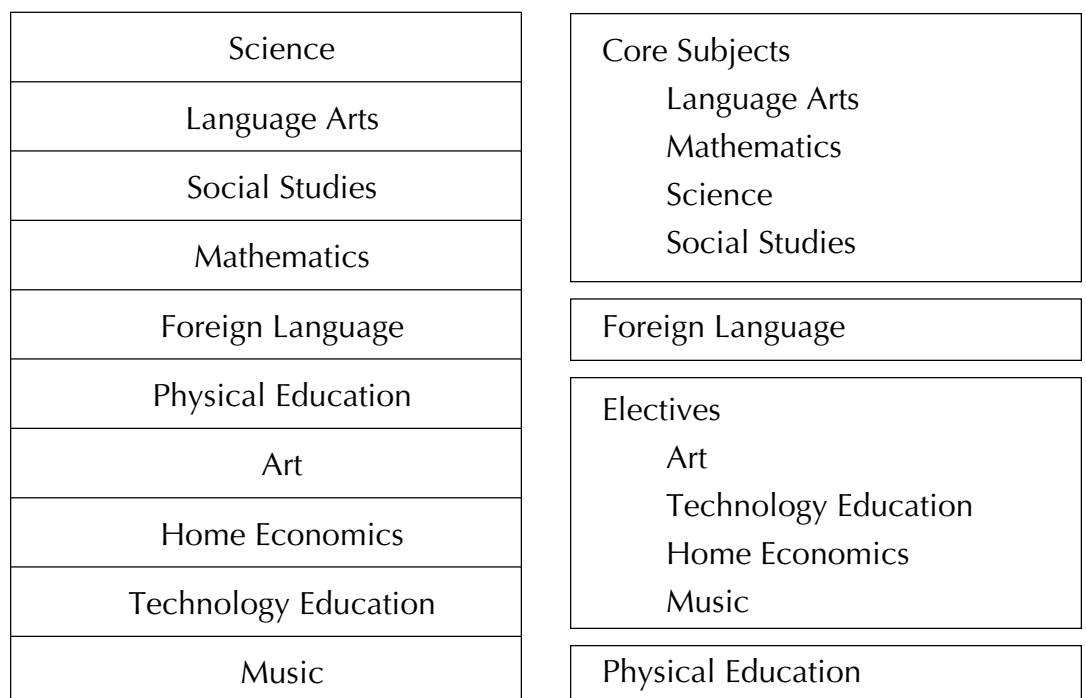 Science
Language Arts
Social Studies
Mathematics
Foreign Language
Physical Education
Art
Home Economics
Technology Education
Music
Core Subjects
Language Arts
Mathematics
Science
Social Studies
Foreign Language
Electives
Art
Technology Education
Home Economics
Music
Physical Education